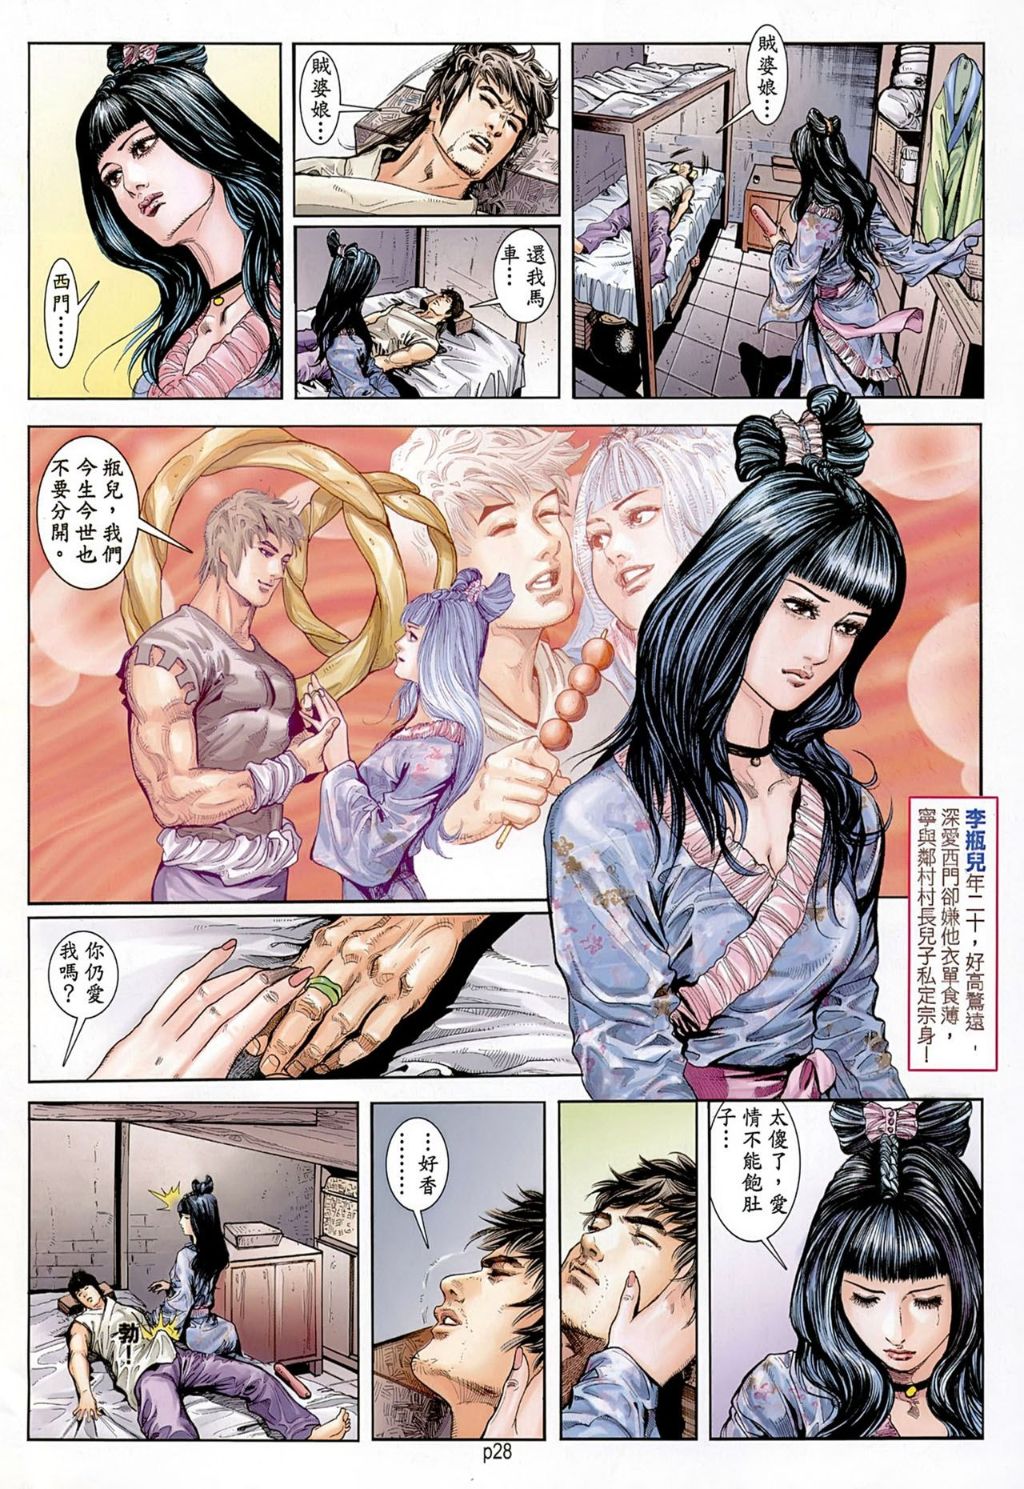 賊婆娘…
賊婆娘…
還我馬
車…
西門……
瓶兒，我們
今生今世也
不要分開。
李瓶兒年二十，好高騖遠，
深愛西門卻嫌他衣單食薄，
寧與鄰村村長兒子私定宗身！
你仍愛
我嗎？
太傻了，愛
情不能飽肚
子…
…好香
………
勃！
p28